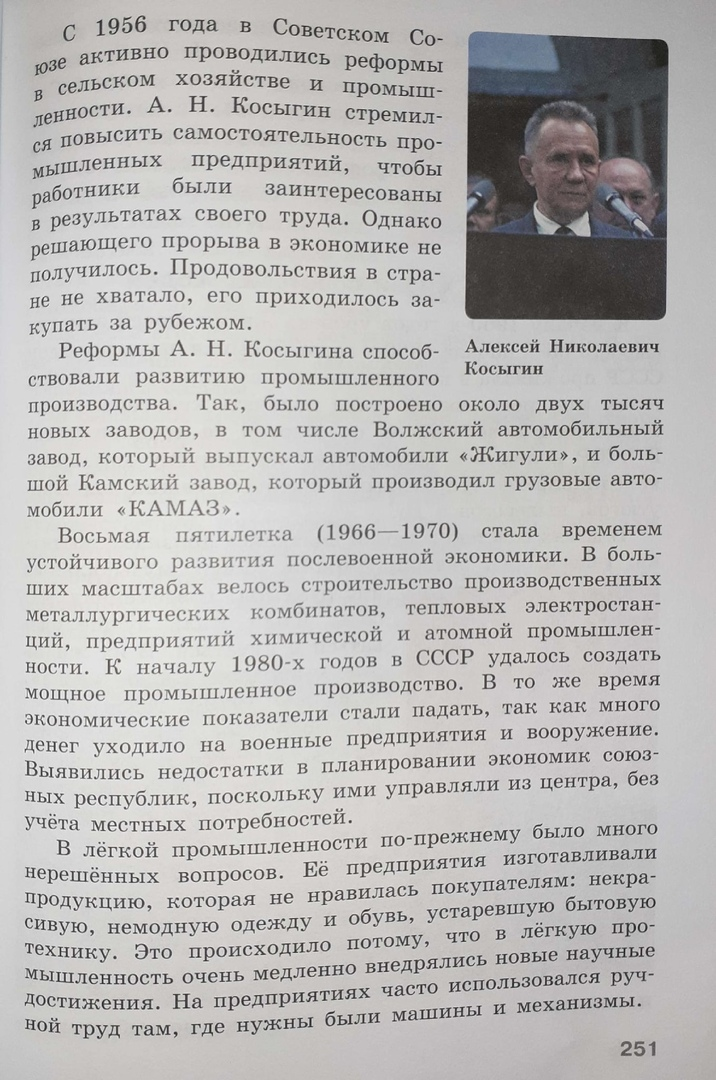 С 1956 года в Советском Со-
юзе активно проводились реформы
в сельском хозяйстве и промыш-
ленности. А. Н. Косыгин стремил-
ся повысить самостоятельность про-
мышленных предприятий, чтобы
работники были заинтересованы
в результатах своего труда. Однако
решающего прорыва в экономике не
получилось. Продовольствия в стра-
не не хватало, его приходилось за-
купать за рубежом.
Алексей Николаевич
Косыгин
Реформы А. Н. Косыгина способ-
ствовали развитию промышленного
производства. Так, было построено около двух тысяч
новых заводов, в том числе Волжский автомобильный
завод, который выпускал автомобили «Жигули», и боль-
шой Камский завод, который производил грузовые авто-
мобили «КАМАЗ».
Восьмая пятилетка (1966—1970) стала временем
устойчивого развития послевоенной экономики. В боль-
ших масштабах велось строительство производственных
металлургических комбинатов, тепловых электростан-
ций, предприятий химической и атомной промышлен-
ности. К началу 1980-х годов в СССР удалось создать
мощное промышленное производство. В то же время
экономические показатели стали падать, так как много
денег уходило на военные предприятия и вооружение.
Выявились недостатки в планировании экономик союз-
ных республик, поскольку ими управляли из центра, без
учёта местных потребностей.
В лёгкой промышленности по-прежнему было много
нерешённых вопросов. Её предприятия изготавливали
продукцию, которая не нравилась покупателям: некра-
сивую, немодную одежду и обувь, устаревшую бытовую
технику. Это происходило потому, что в лёгкую про-
мышленность очень медленно внедрялись новые научные
достижения. На предприятиях часто использовался руч-
ной труд там, где нужны были машины и механизмы.
251